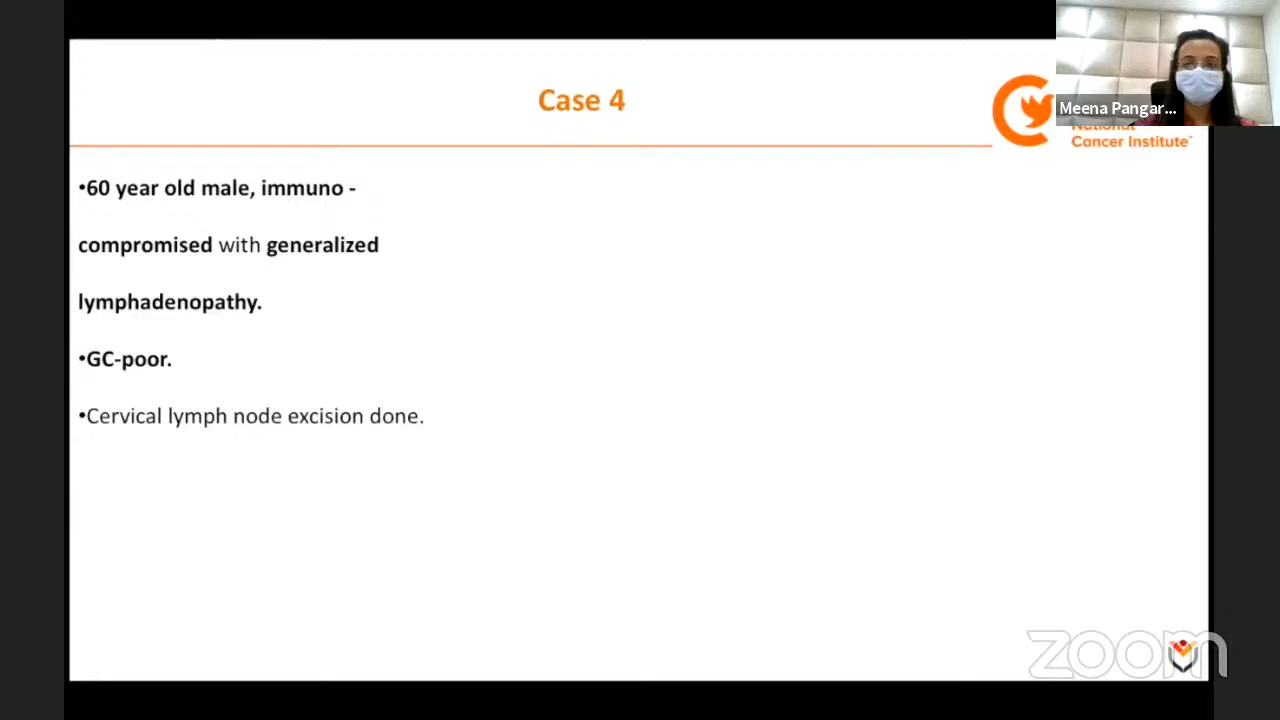 Case 4
Meena Pangar...
National
Cancer Institute™
•60 year old male, immuno -
compromised with generalized
lymphadenopathy.
•GC-poor.
•Cervical lymph node excision done.
zoom